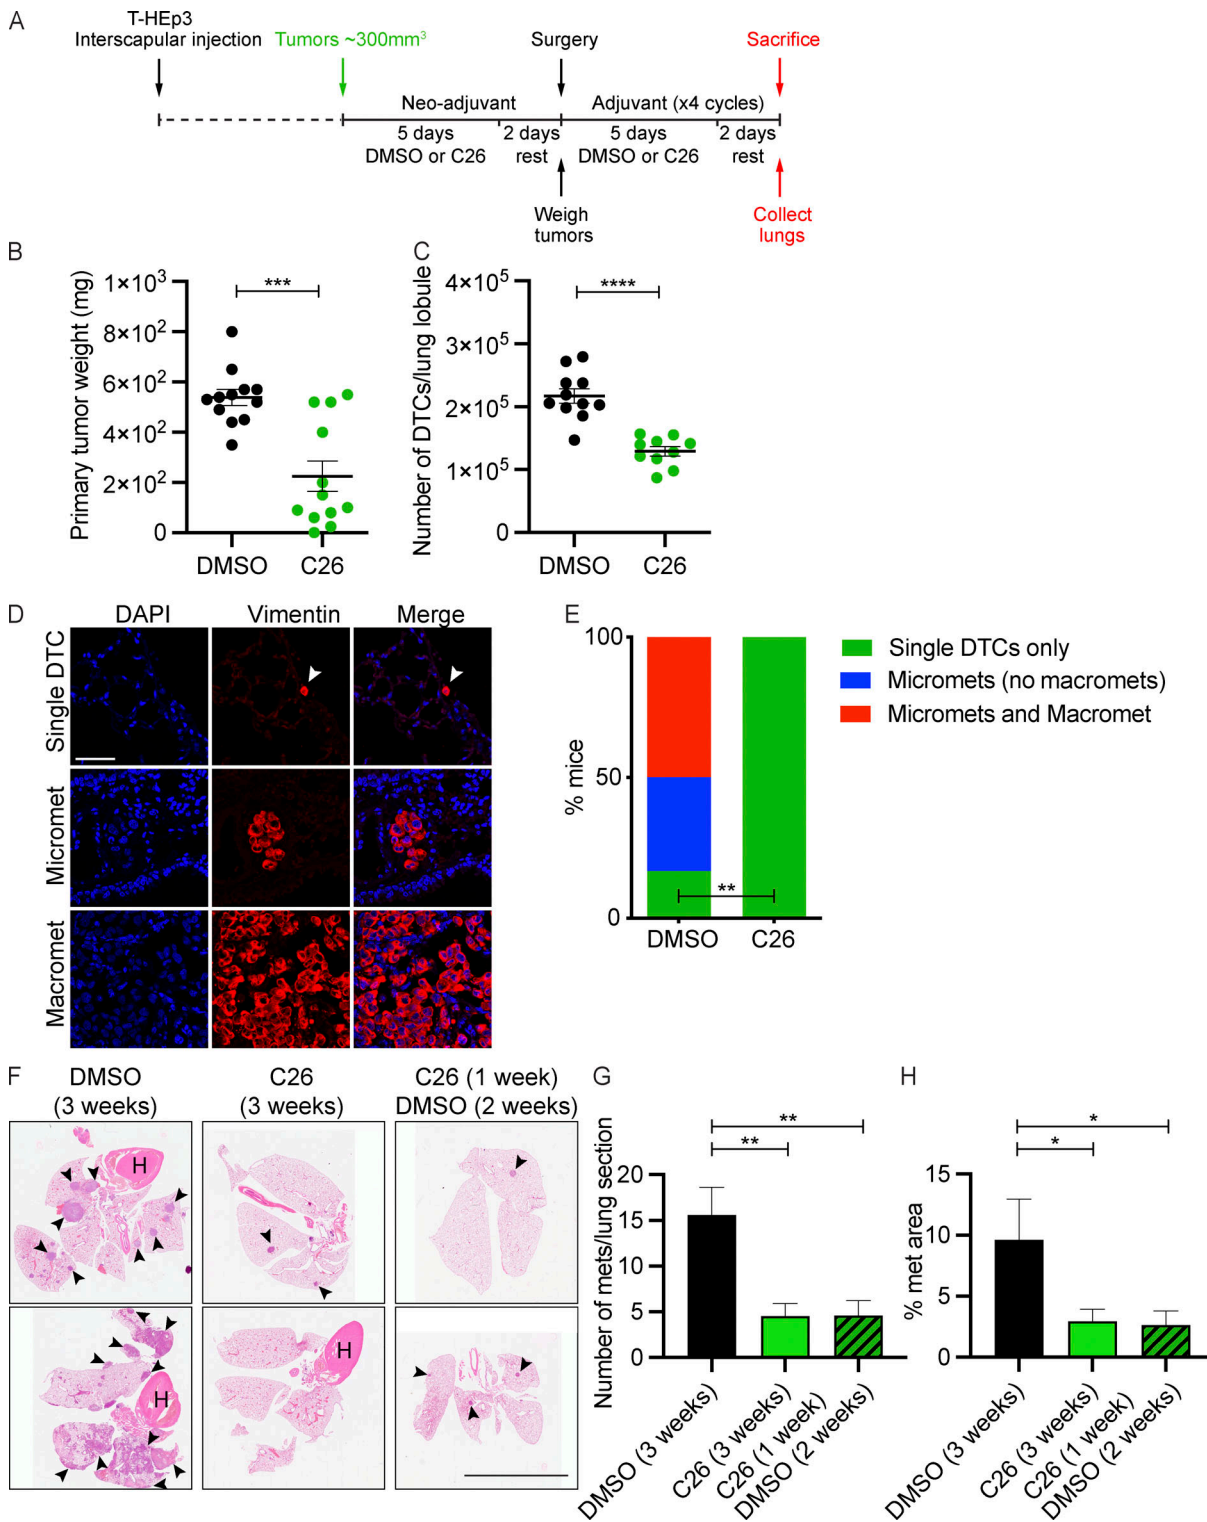 A
T-HEp3
Interscapular injection
Tumors ~300mm³
Surgery
Sacrifice
Neo-adjuvant
Adjuvant (x4 cycles)
5 days
DMSO or C26
2 days
rest
5 days
DMSO or C26
2 days
rest
Weigh
tumors
Collect
lungs
B
Primary tumor weight (mg)
1×10³
8×10²
6×10²
4×10²
2×10²
0
***
DMSO
C26
C
Number of DTCs/lung lobule
4×10⁵
3×10⁵
2×10⁵
1×10⁵
0
****
DMSO
C26
D
DAPI
Vimentin
Merge
Single DTC
Micromet
Macromet
E
% mice
100
50
0
**
DMSO
C26
Single DTCs only
Micromets (no macromets)
Micromets and Macromet
F
DMSO
(3 weeks)
C26
(3 weeks)
C26 (1 week)
DMSO (2 weeks)
H
H
H
G
Number of mets/lung section
20
15
10
5
0
**
**
DMSO (3 weeks)
C26 (3 weeks)
C26 (1 week)
DMSO (2 weeks)
H
% met area
15
10
5
0
*
*
DMSO (3 weeks)
C26 (3 weeks)
C26 (1 week)
DMSO (2 weeks)